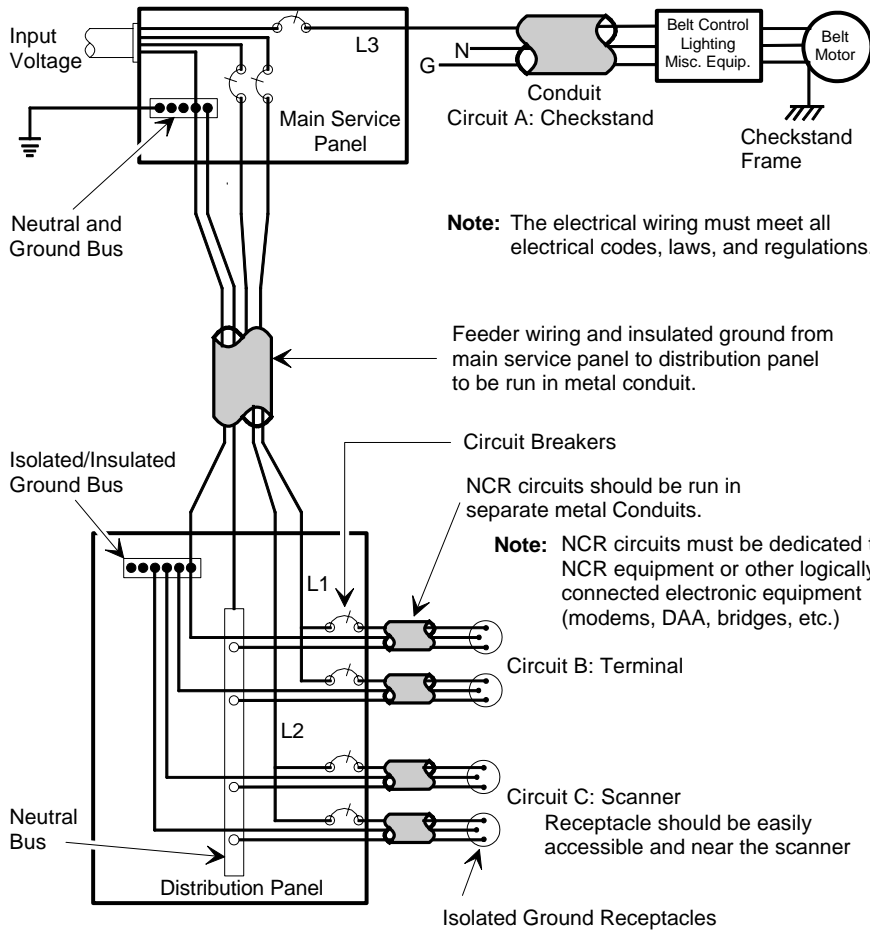 Input
Voltage
L3
N
G
Belt Control
Lighting
Misc. Equip.
Belt
Motor
Conduit
Circuit A: Checkstand
Main Service
Panel
Checkstand
Frame
Neutral and
Ground Bus
Note: The electrical wiring must meet all
electrical codes, laws, and regulations.
Feeder wiring and insulated ground from
main service panel to distribution panel
to be run in metal conduit.
Circuit Breakers
Isolated/Insulated
Ground Bus
NCR circuits should be run in
separate metal Conduits.
Note: NCR circuits must be dedicated t
NCR equipment or other logically
connected electronic equipment
(modems, DAA, bridges, etc.)
L1
Circuit B: Terminal
L2
Circuit C: Scanner
Receptacle should be easily
accessible and near the scanner
Neutral
Bus
Distribution Panel
Isolated Ground Receptacles